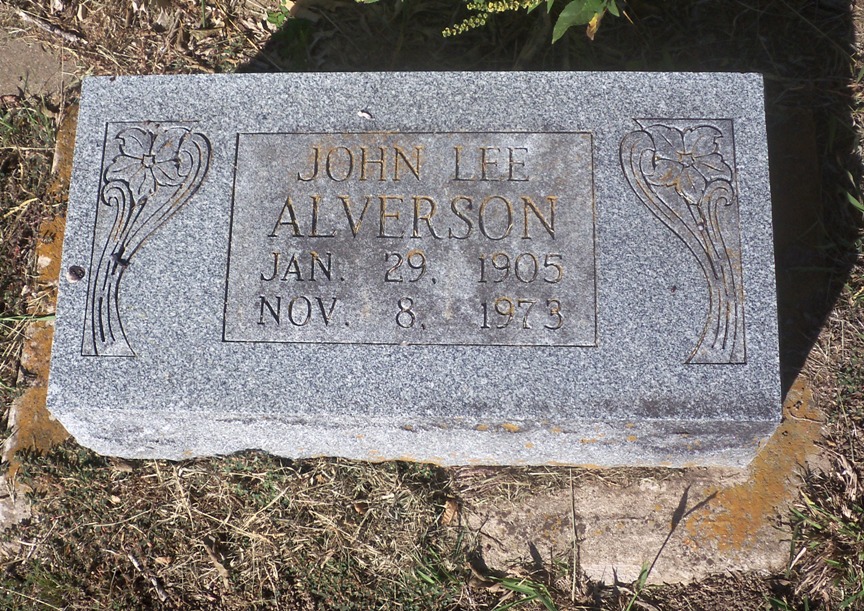 JOHN LEE
ALVERSON
JAN. 29, 1905
NOV. 8, 1973